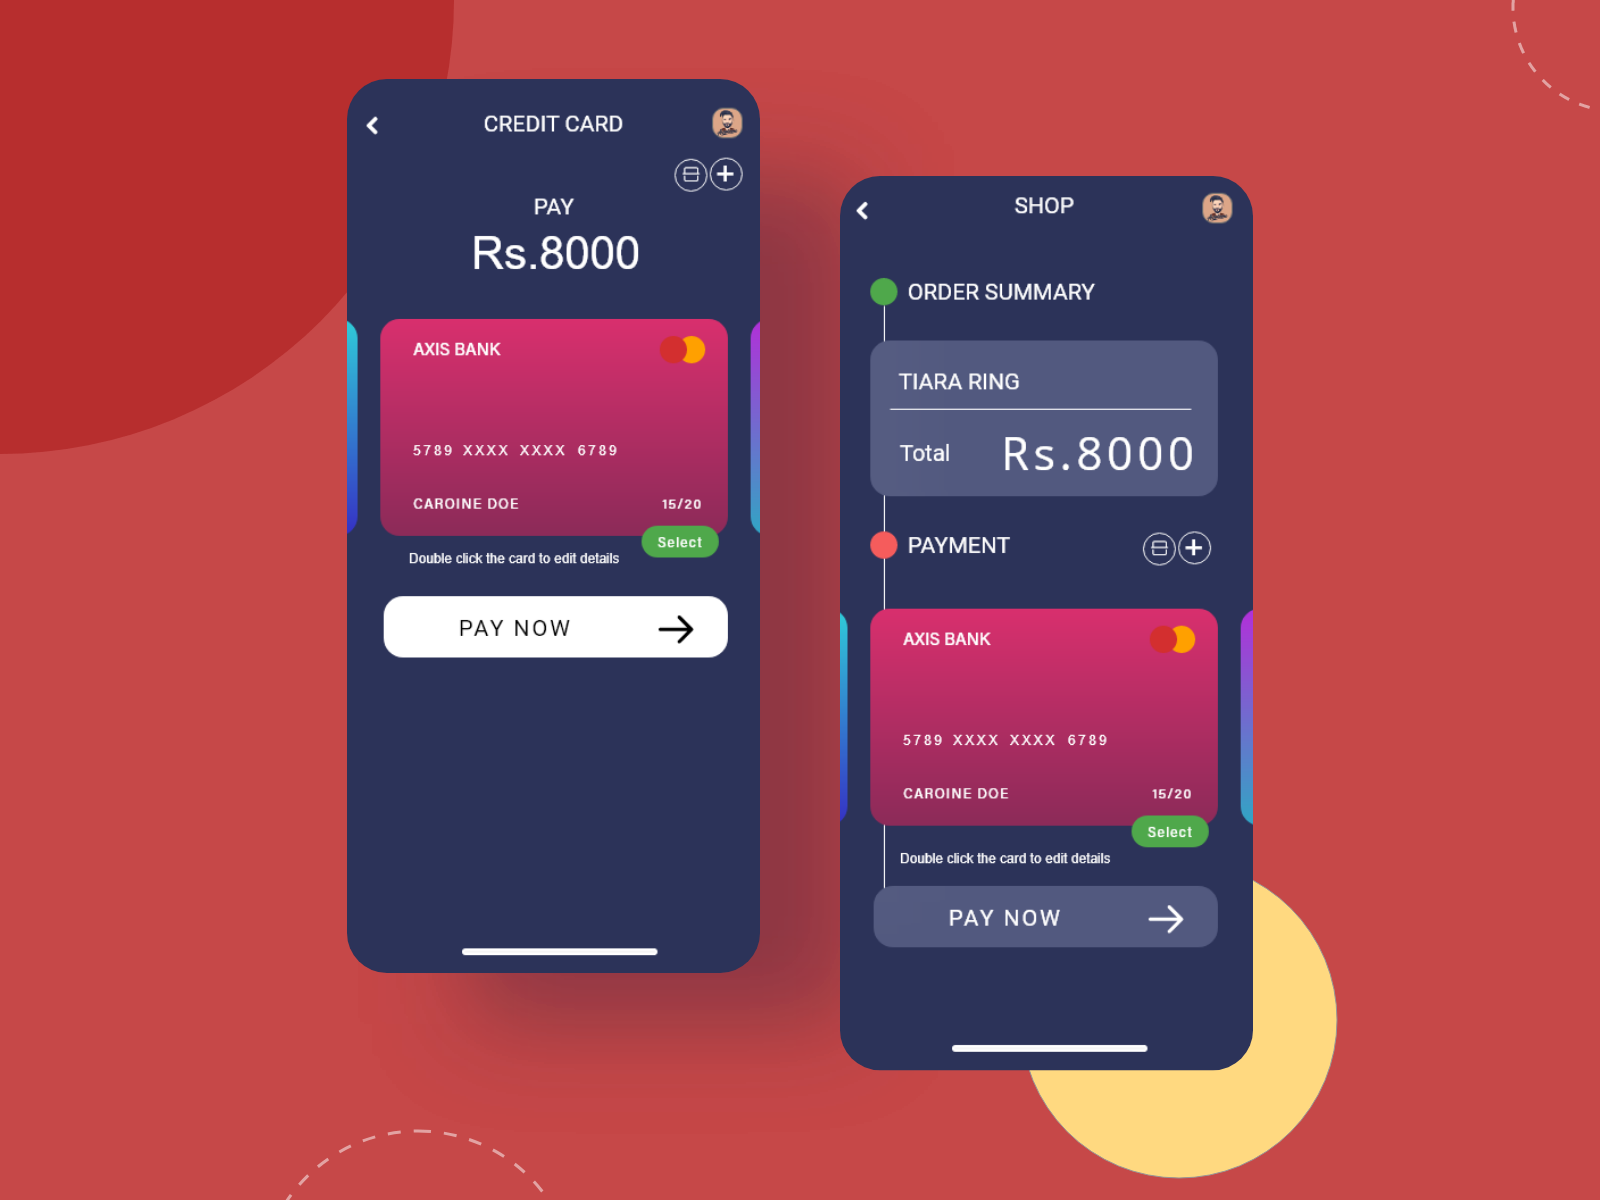 CREDIT CARD
PAY
Rs.8000
AXIS BANK
5789 XXXX XXXX 6789
CAROINE DOE 15/20
Select
Double click the card to edit details
PAY NOW
SHOP
ORDER SUMMARY
TIARA RING
Total Rs.8000
PAYMENT
AXIS BANK
5789 XXXX XXXX 6789
CAROINE DOE 15/20
Select
Double click the card to edit details
PAY NOW